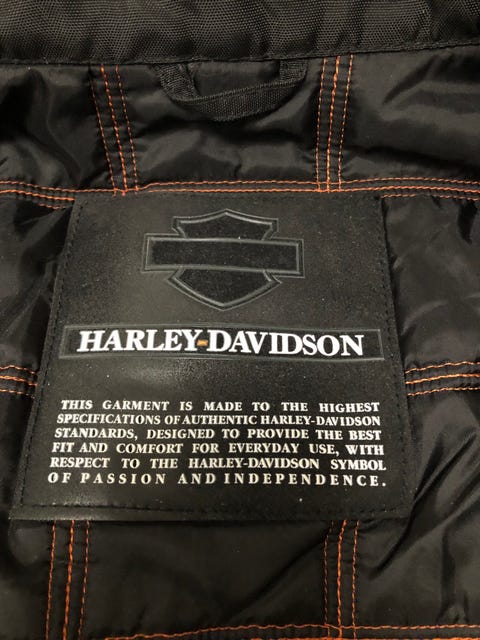 HARLEY-DAVIDSON
THIS GARMENT IS MADE TO THE HIGHEST
SPECIFICATIONS OF AUTHENTIC HARLEY-DAVIDSON
STANDARDS, DESIGNED TO PROVIDE THE BEST
FIT AND COMFORT FOR EVERYDAY USE, WITH
RESPECT TO THE HARLEY-DAVIDSON SYMBOL
OF PASSION AND INDEPENDENCE.